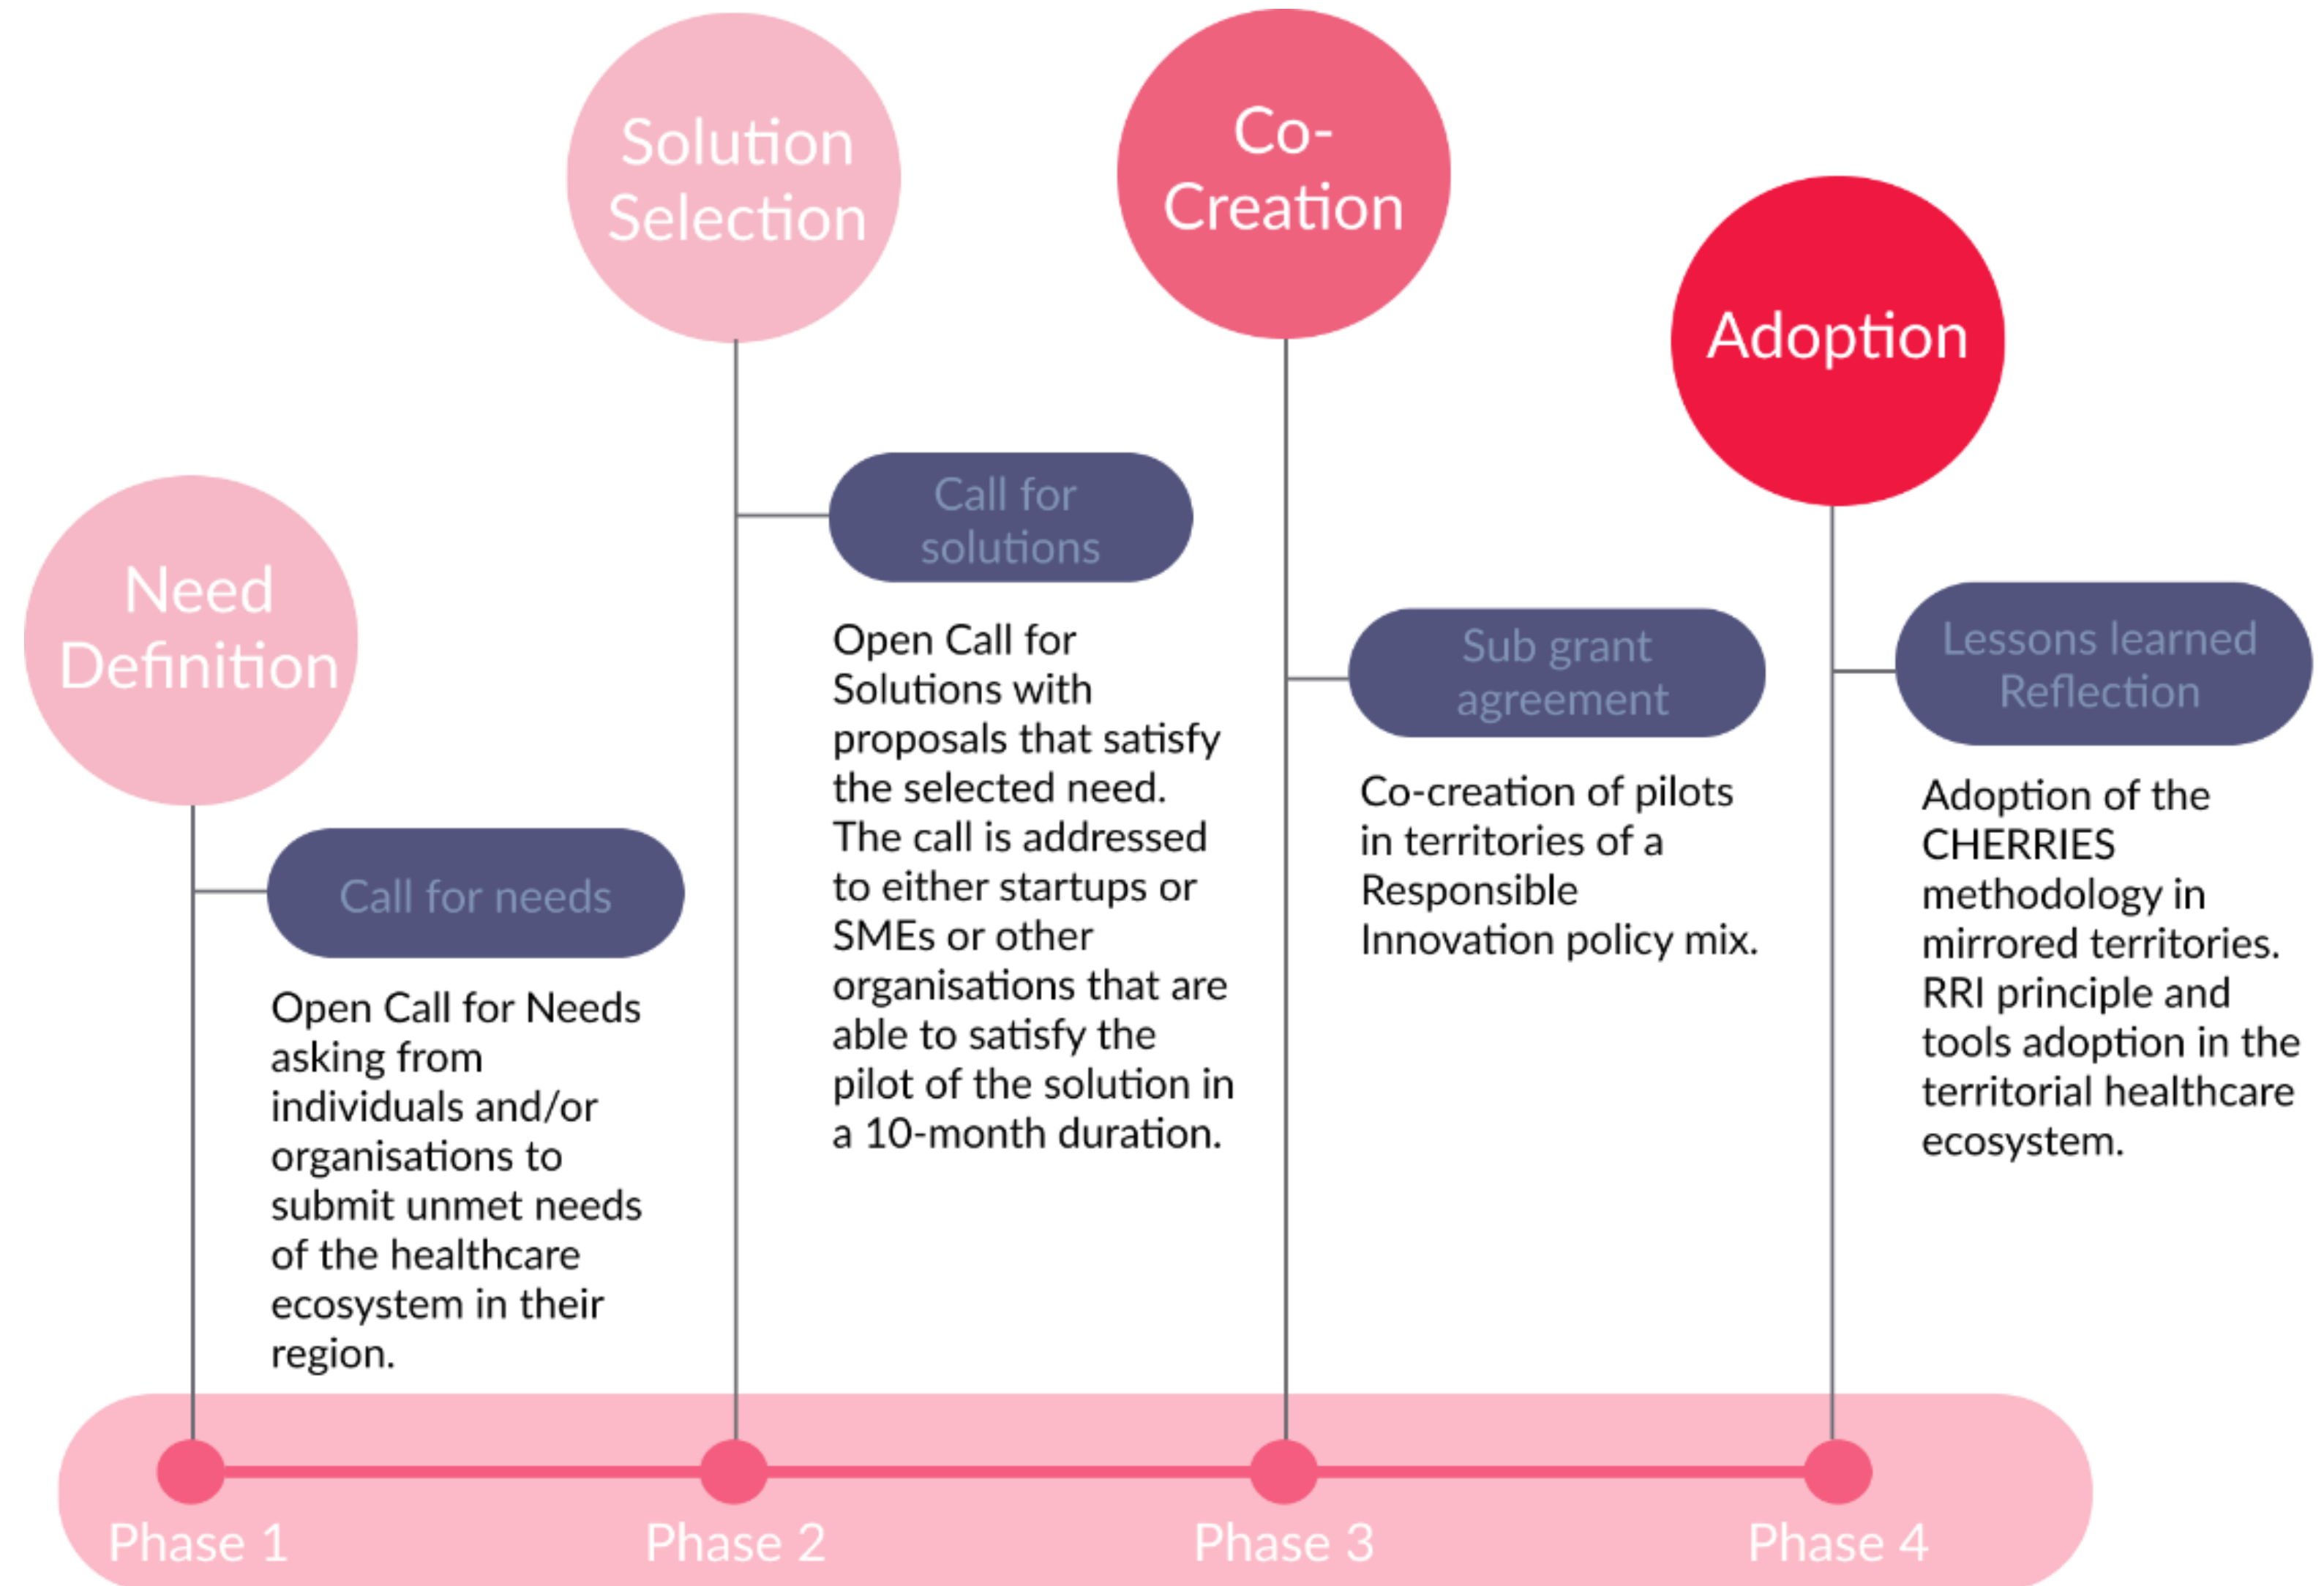 Need
Definition
Call for needs
Open Call for Needs
asking from
individuals and/or
organisations to
submit unmet needs
of the healthcare
ecosystem in their
region.
Phase 1
Solution
Selection
Call for
solutions
Open Call for
Solutions with
proposals that satisfy
the selected need.
The call is addressed
to either startups or
SMEs or other
organisations that are
able to satisfy the
pilot of the solution in
a 10-month duration.
Phase 2
Co-
Creation
Sub grant
agreement
Co-creation of pilots
in territories of a
Responsible
Innovation policy mix.
Phase 3
Adoption
Lessons learned
Reflection
Adoption of the
CHERRIES
methodology in
mirrored territories.
RRI principle and
tools adoption in the
territorial healthcare
ecosystem.
Phase 4